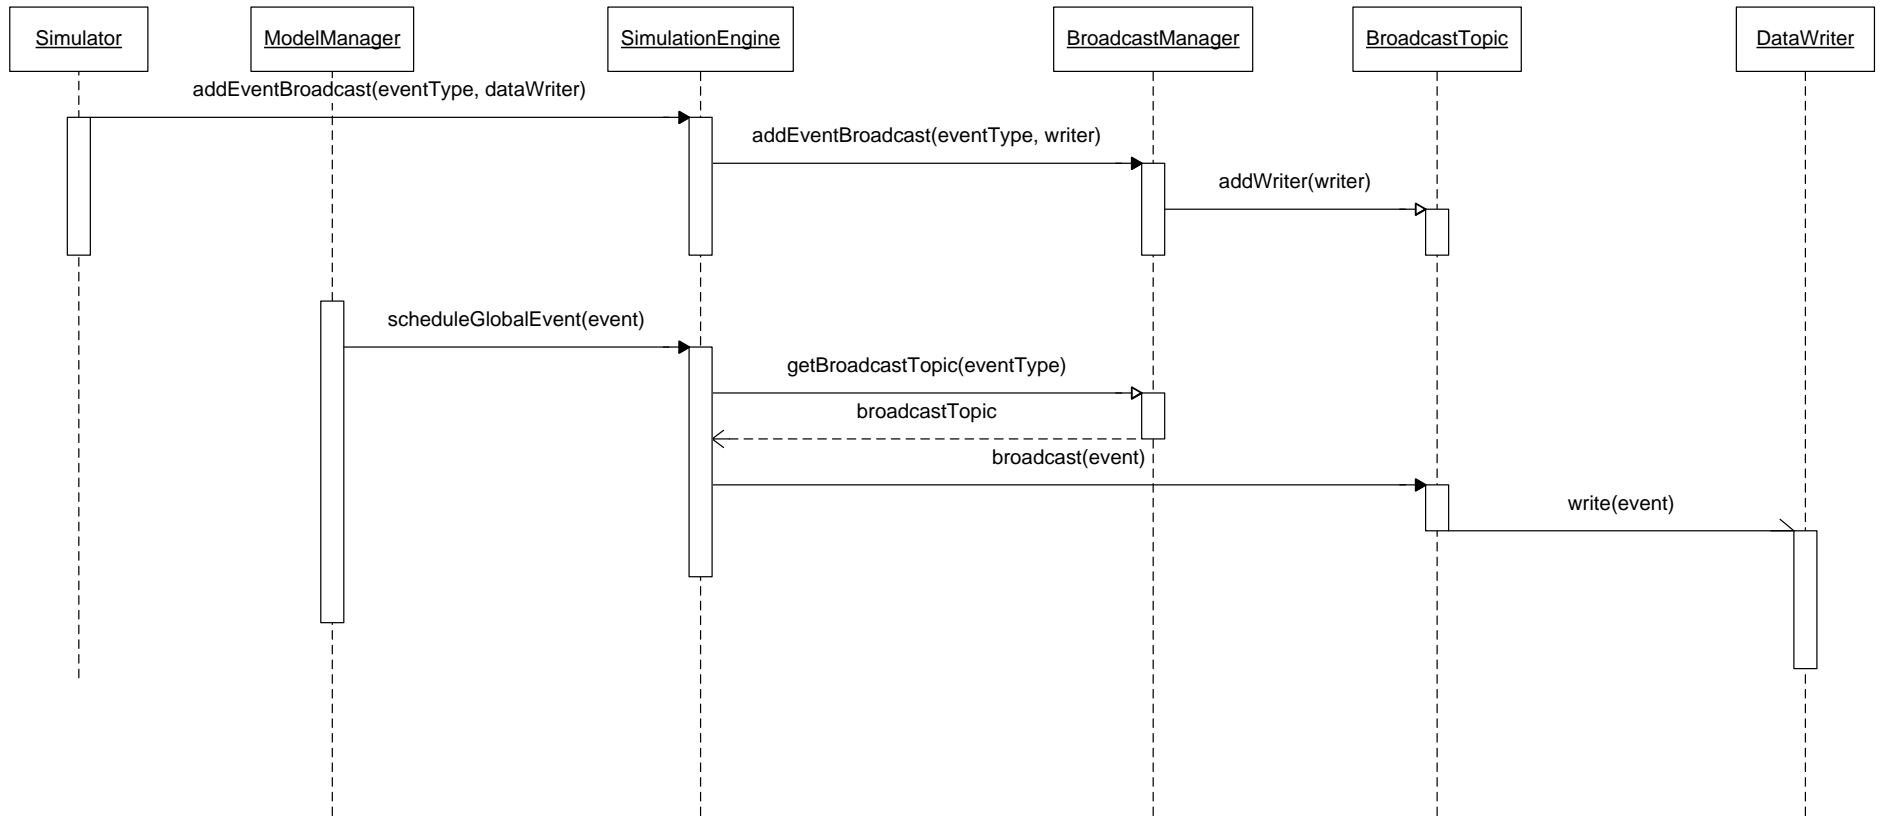 Simulator
ModelManager
SimulationEngine
BroadcastManager
BroadcastTopic
DataWriter
addEventBroadcast(eventType, dataWriter)
addEventBroadcast(eventType, writer)
addWriter(writer)
scheduleGlobalEvent(event)
getBroadcastTopic(eventType)
broadcastTopic
broadcast(event)
write(event)